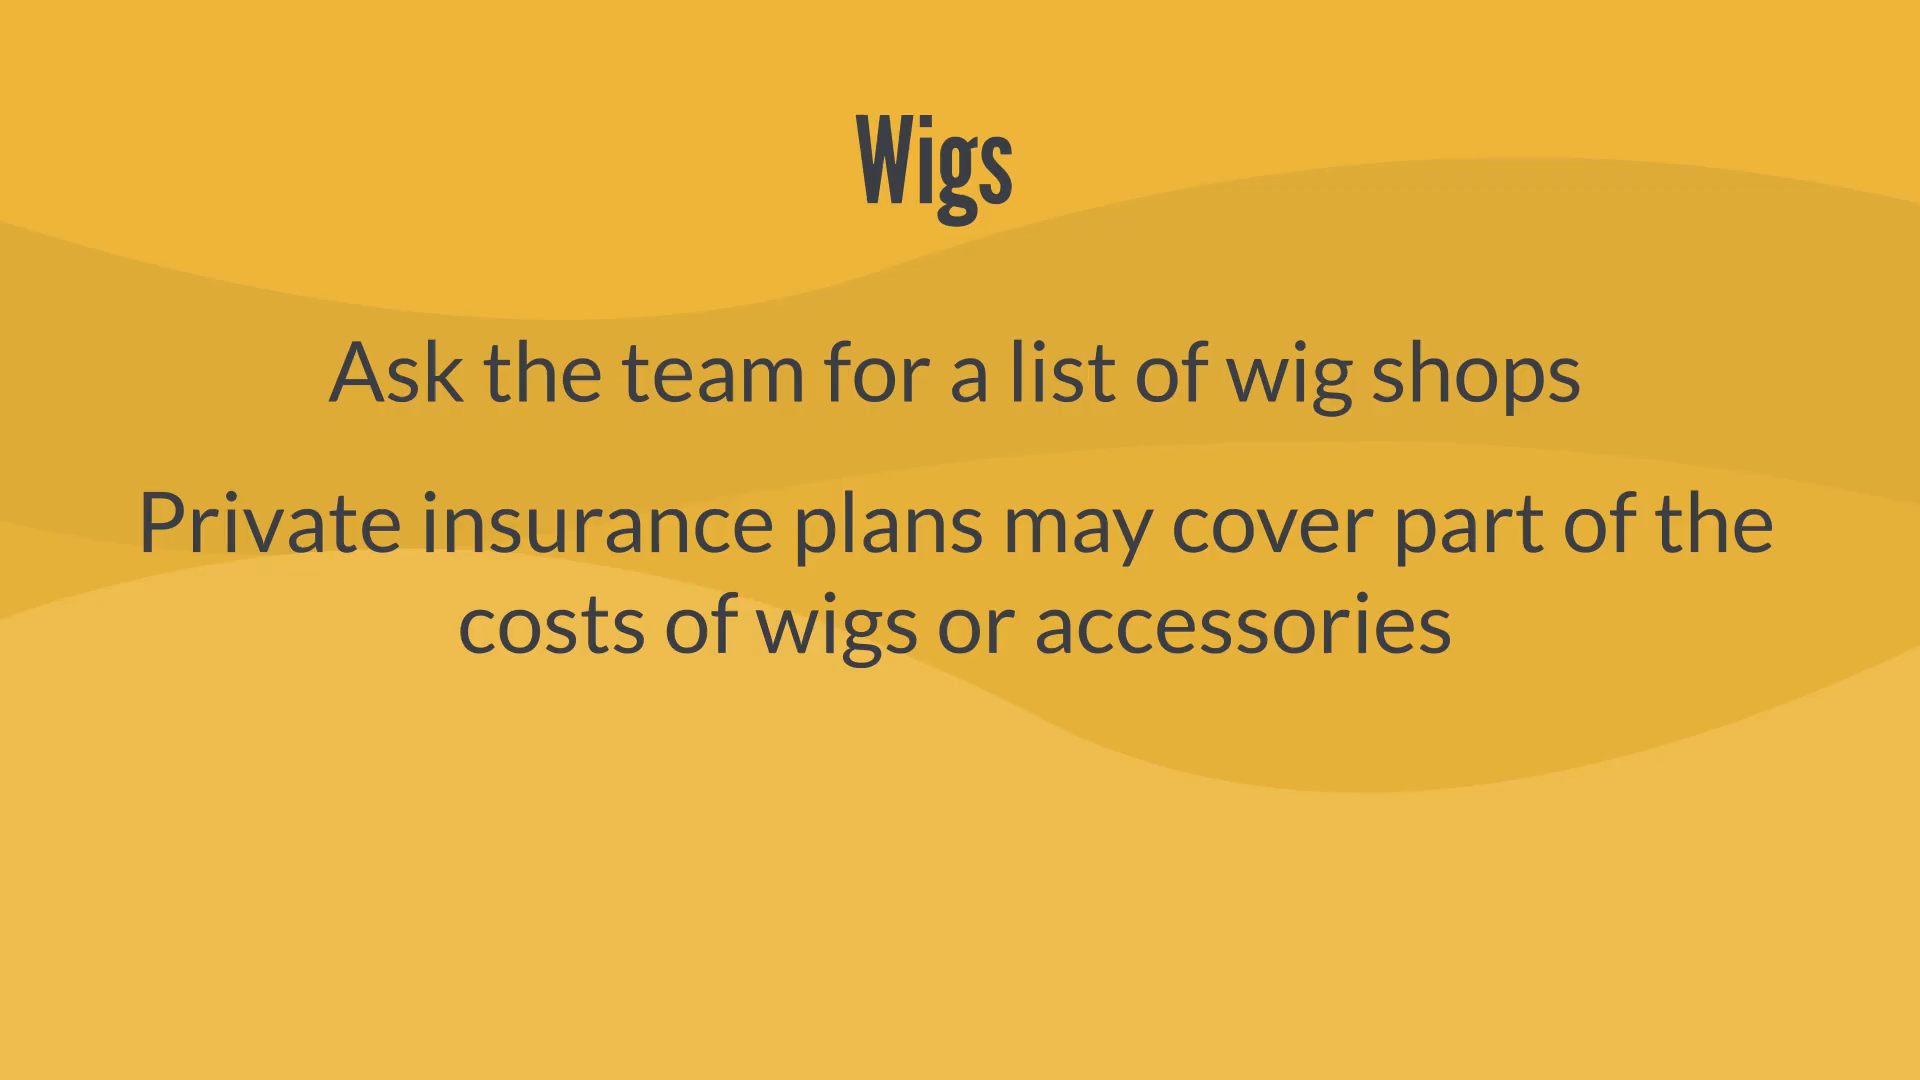 Wigs
Ask the team for a list of wig shops
Private insurance plans may cover part of the
costs of wigs or accessories